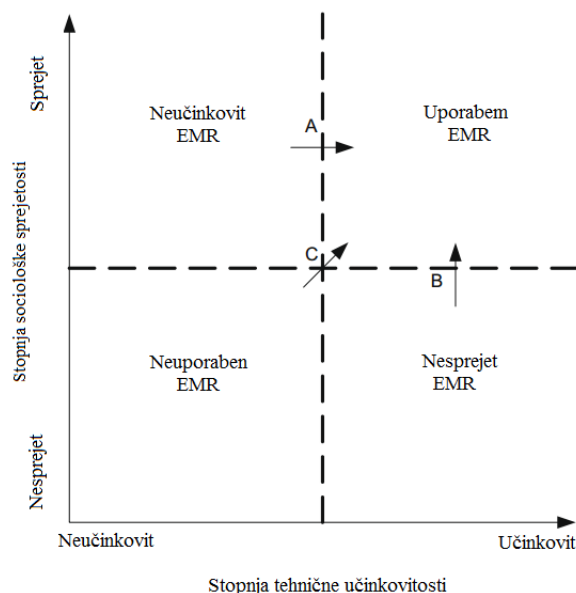 Sprejet
Neučinkovit
EMR
A
Uporabem
EMR
Stopnja sociološke sprejetosti
C
B
Neuporaben
EMR
Nesprejet
EMR
Nesprejet
Neučinkovit
Učinkovit
Stopnja tehnične učinkovitosti